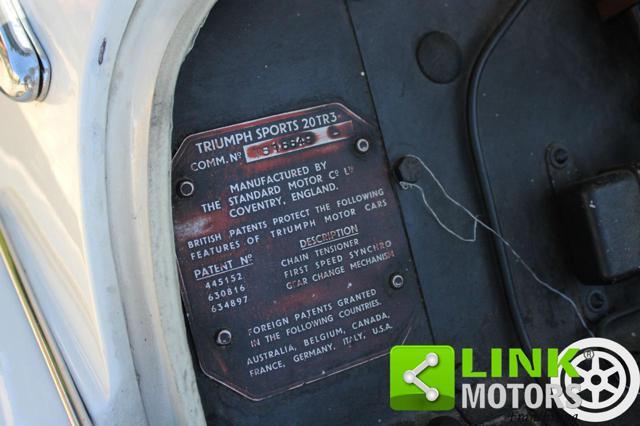 TRIUMPH SPORTS 20TR3
COMM. Nº
MANUFACTURED BY
THE STANDARD MOTOR Cº Lᵀᴰ
COVENTRY, ENGLAND.
BRITISH PATENTS PROTECT THE FOLLOWING
FEATURES OF TRIUMPH MOTOR CARS
PATENT Nº DESCRIPTION
445152 CHAIN TENSIONER
630816 FIRST SPEED SYNCHRO
634897 GEAR CHANGE MECHANISM
FOREIGN PATENTS GRANTED
IN THE FOLLOWING COUNTRIES.
AUSTRALIA, BELGIUM, CANADA,
FRANCE, GERMANY, ITALY, U.S.A.
LINK
MOTORS